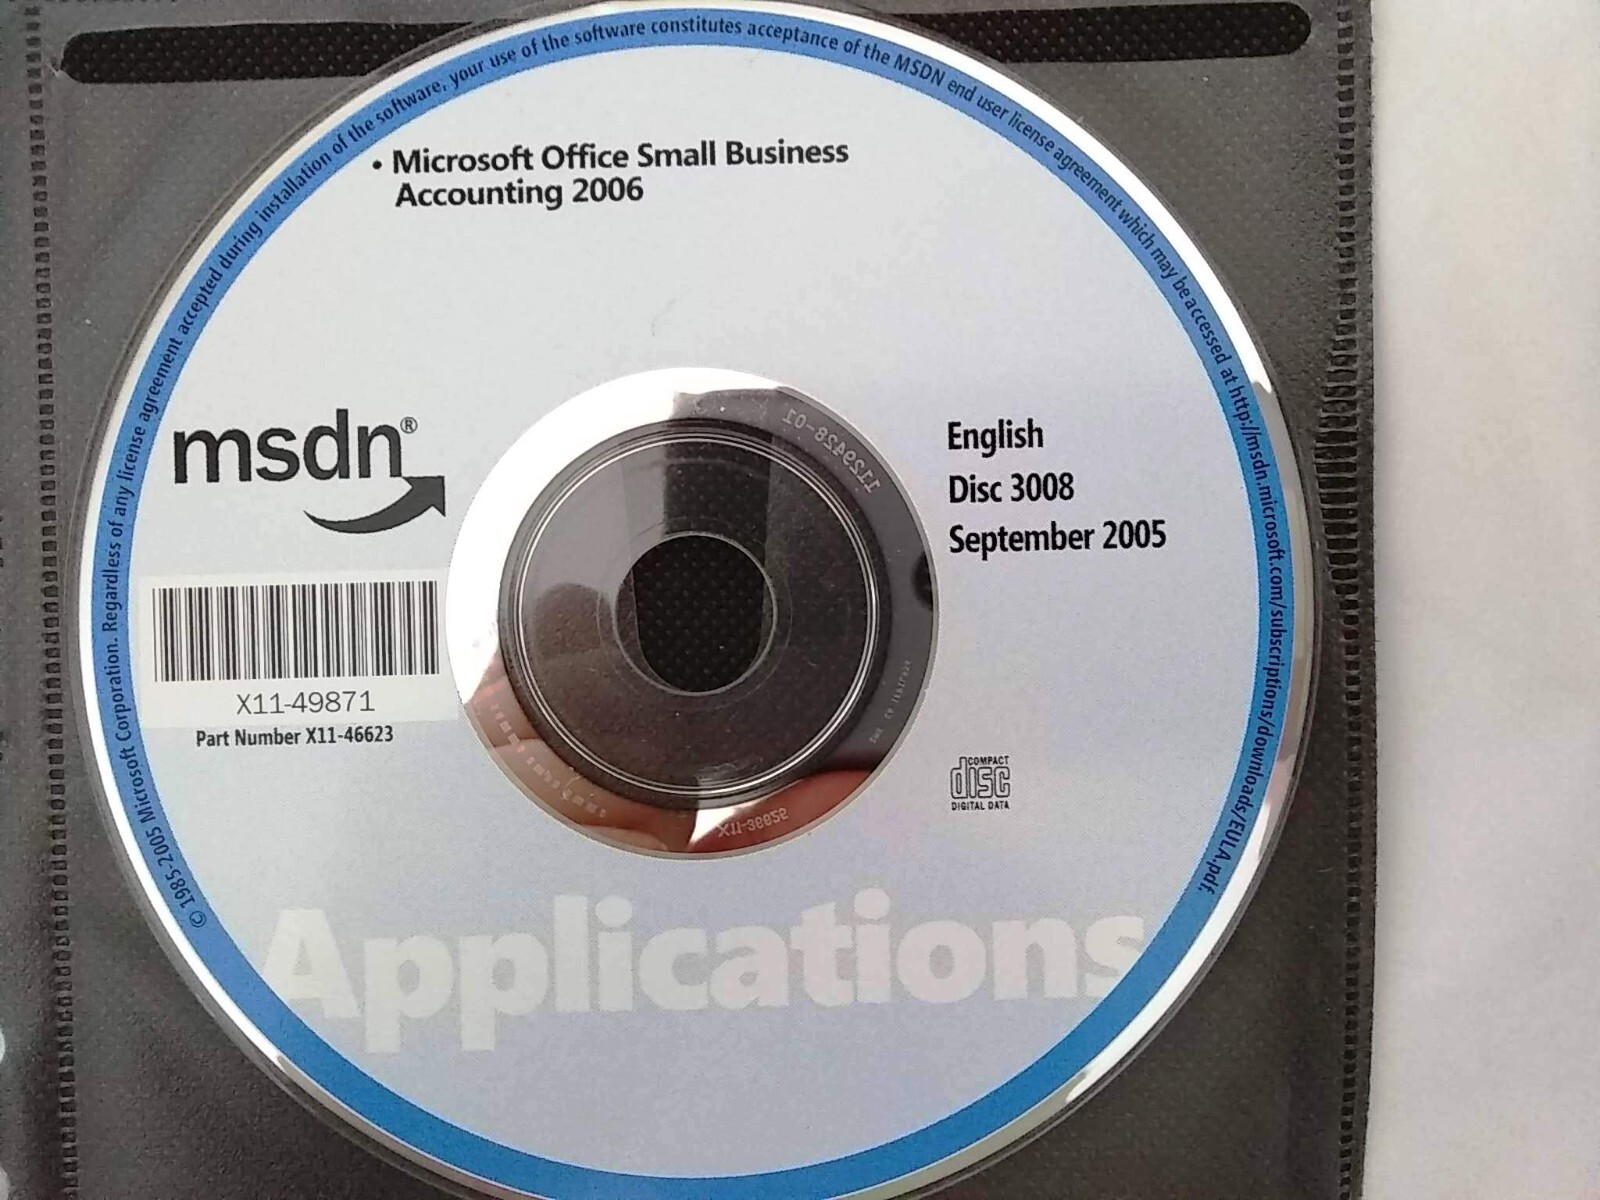 © 1985-2005 Microsoft Corporation. Regardless of any license agreement accepted during installation of the software, your use of the software constitutes acceptance of the MSDN end user license agreement which may be accessed at http://msdn.microsoft.com/subscriptions/downloads/EULA.pdf.
• Microsoft Office Small Business
Accounting 2006
msdn®
English
Disc 3008
September 2005
X11-49871
Part Number X11-46623
COMPACT
disc
DIGITAL DATA
Applications